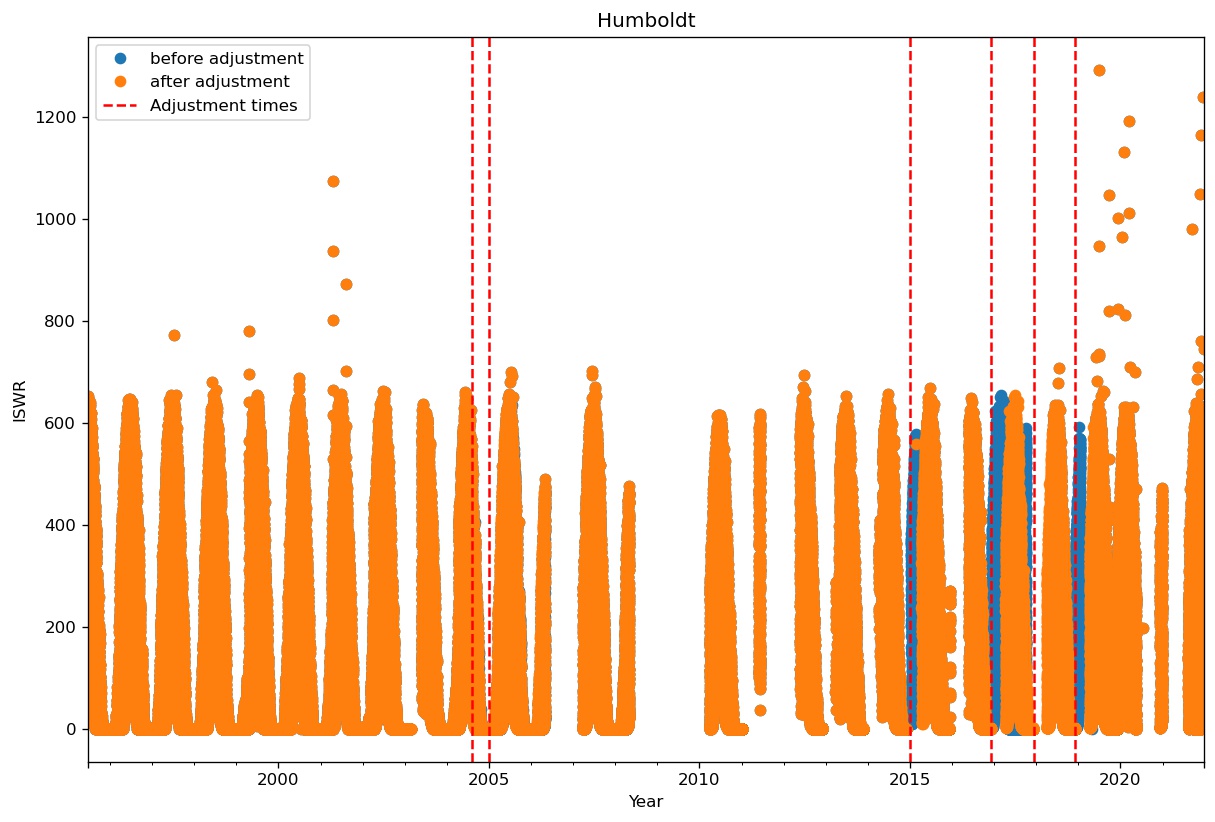 Humboldt
before adjustment
after adjustment
Adjustment times
1200
1000
800
600
400
200
0
ISWR
2000 2005 2010 2015 2020
Year